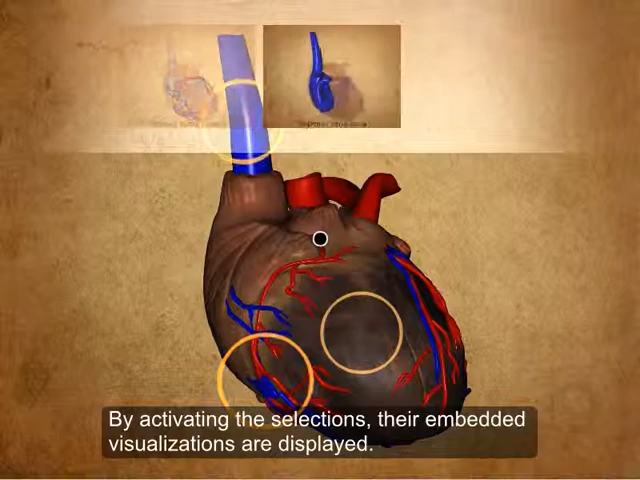 By activating the selections, their embedded
visualizations are displayed.